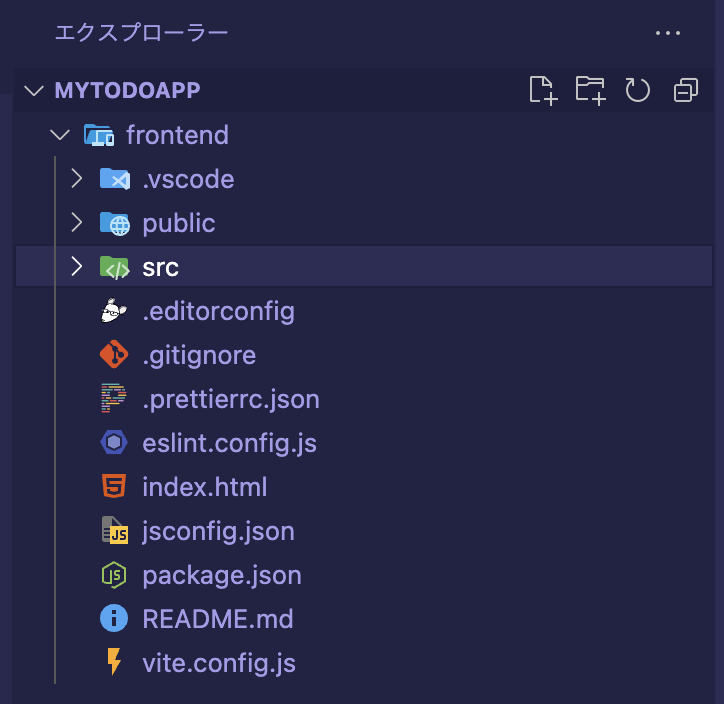 エクスプローラー
MYTODOAPP
frontend
.vscode
public
src
.editorconfig
.gitignore
.prettierrc.json
eslint.config.js
index.html
jsconfig.json
package.json
README.md
vite.config.js